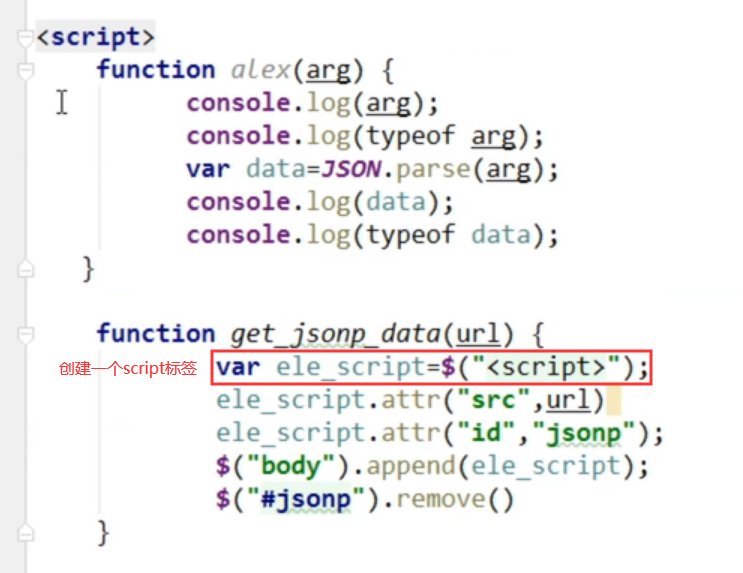 <script>
function alex(arg) {
console.log(arg);
console.log(typeof arg);
var data=JSON.parse(arg);
console.log(data);
console.log(typeof data);
}
function get_jsonp_data(url) {
创建一个script标签 var ele_script=$("<script>");
ele_script.attr("src",url)
ele_script.attr("id","jsonp");
$("body").append(ele_script);
$("#jsonp").remove()
}